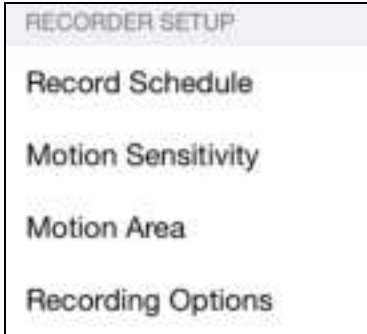 RECORDER SETUP
Record Schedule
Motion Sensitivity
Motion Area
Recording Options